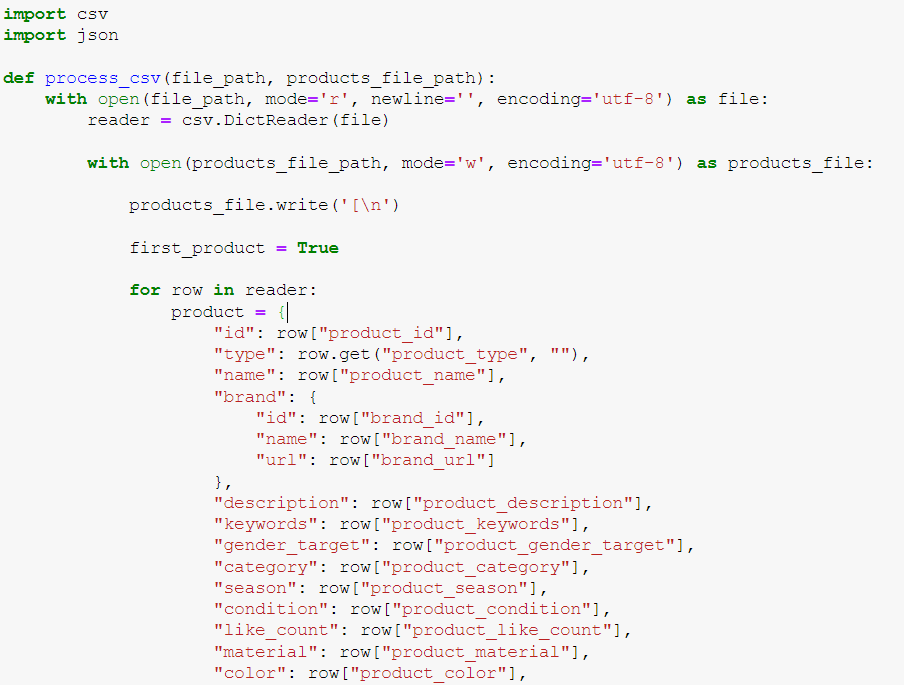 import csv
import json
def process_csv(file_path, products_file_path):
    with open(file_path, mode='r', newline='', encoding='utf-8') as file:
        reader = csv.DictReader(file)
        with open(products_file_path, mode='w', encoding='utf-8') as products_file:
            products_file.write('[\n')
            first_product = True
            for row in reader:
                product = {
                    "id": row["product_id"],
                    "type": row.get("product_type", ""),
                    "name": row["product_name"],
                    "brand": {
                        "id": row["brand_id"],
                        "name": row["brand_name"],
                        "url": row["brand_url"]
                    },
                    "description": row["product_description"],
                    "keywords": row["product_keywords"],
                    "gender_target": row["product_gender_target"],
                    "category": row["product_category"],
                    "season": row["product_season"],
                    "condition": row["product_condition"],
                    "like_count": row["product_like_count"],
                    "material": row["product_material"],
                    "color": row["product_color"],